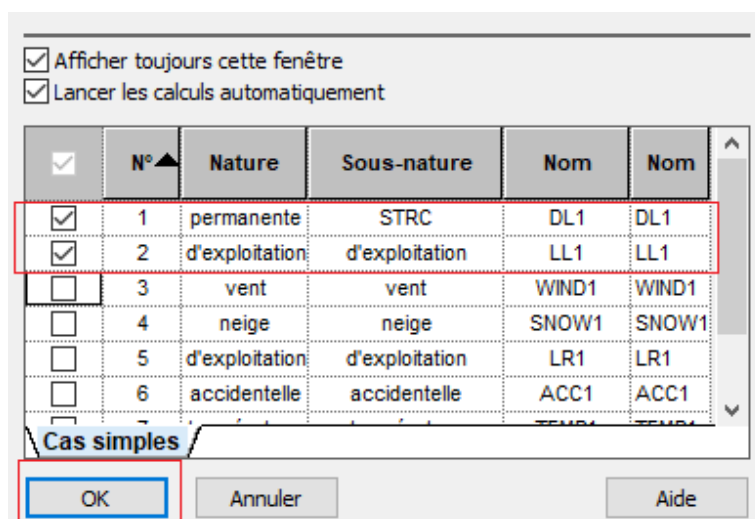 Afficher toujours cette fenêtre
Lancer les calculs automatiquement
N° Nature Sous-nature Nom Nom
1 permanente STRC DL1 DL1
2 d'exploitation d'exploitation LL1 LL1
3 vent vent WIND1 WIND1
4 neige neige SNOW1 SNOW1
5 d'exploitation d'exploitation LR1 LR1
6 accidentelle accidentelle ACC1 ACC1
Cas simples
OK Annuler Aide